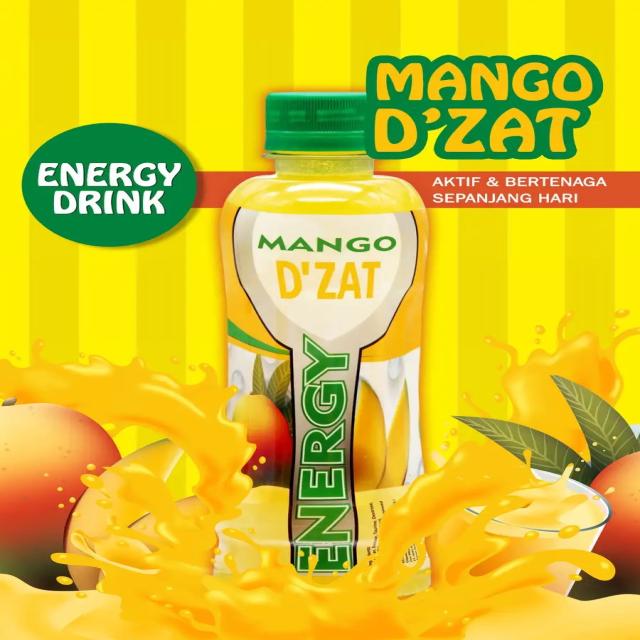 MANGO
D'ZAT
ENERGY
DRINK
AKTIF & BERTENAGA
SEPANJANG HARI
MANGO
D'ZAT
ENERGY